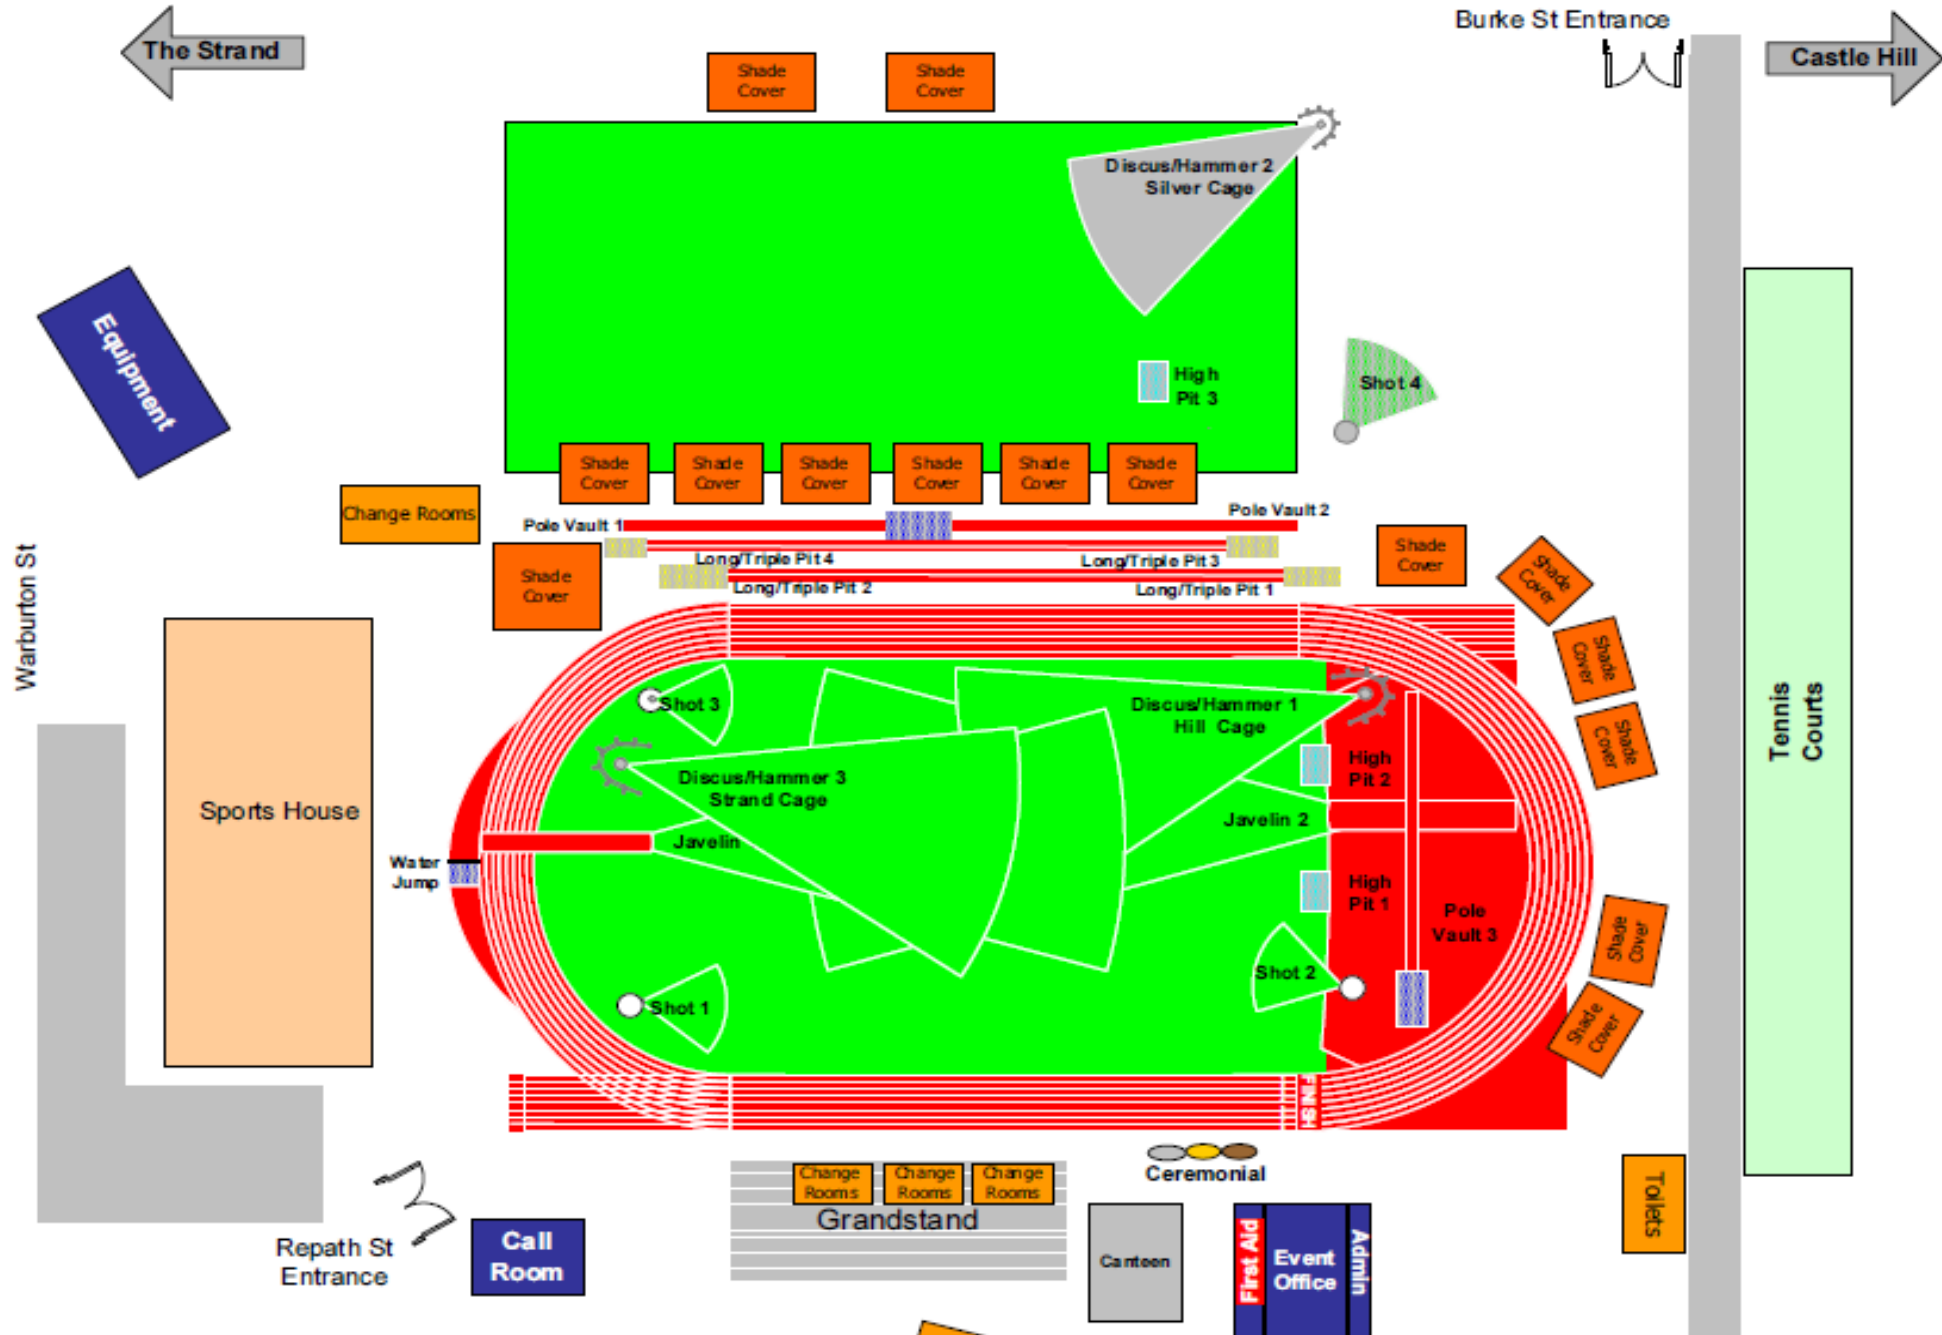 Burke St Entrance
The Strand
Castle Hill
Shade
Cover
Shade
Cover
Discus/Hammer 2
Silver Cage
Equipment
High
Pit 3
Shot 4
Shade
Cover
Shade
Cover
Shade
Cover
Shade
Cover
Shade
Cover
Shade
Cover
Change Rooms
Pole Vault 1
Pole Vault 2
Long/Triple Pit 4
Long/Triple Pit 3
Long/Triple Pit 2
Long/Triple Pit 1
Shade
Cover
Shade
Cover
Shade
Cover
Shade
Cover
Shade
Cover
Warburton St
Tennis
Courts
Sports House
Shot 3
Discus/Hammer 1
Hill Cage
Discus/Hammer 3
Strand Cage
High
Pit 2
Javelin
Javelin 2
Water
Jump
High
Pit 1
Pole
Vault 3
Shade
Cover
Shot 2
Shot 1
Shade
Cover
FINISH
Ceremonial
Change
Rooms
Change
Rooms
Change
Rooms
Grandstand
Toilets
Repath St
Entrance
Call
Room
Canteen
First Aid
Event
Office
Admin